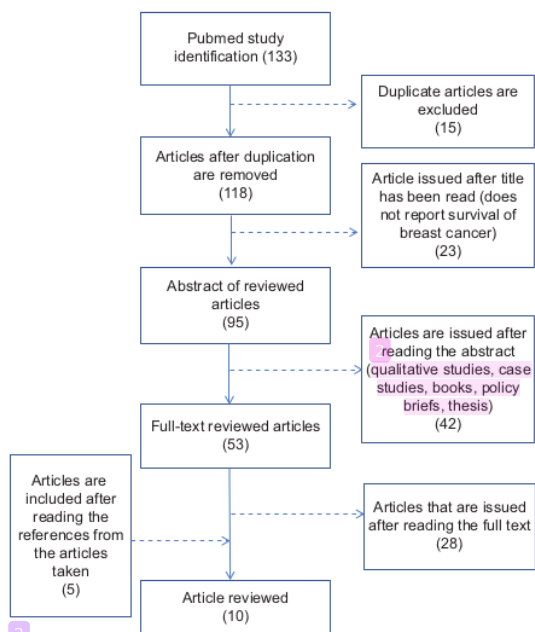 Pubmed study
identification (133)
Duplicate articles are
excluded
(15)
Articles after duplication
are removed
(118)
Article issued after title
has been read (does
not report survival of
breast cancer)
(23)
Abstract of reviewed
articles
(95)
Articles are issued after
reading the abstract
(qualitative studies, case
studies, books, policy
briefs, thesis)
(42)
Full-text reviewed articles
(53)
Articles are
included after
reading the
references from
the articles
taken
(5)
Articles that are issued
after reading the full text
(28)
Article reviewed
(10)